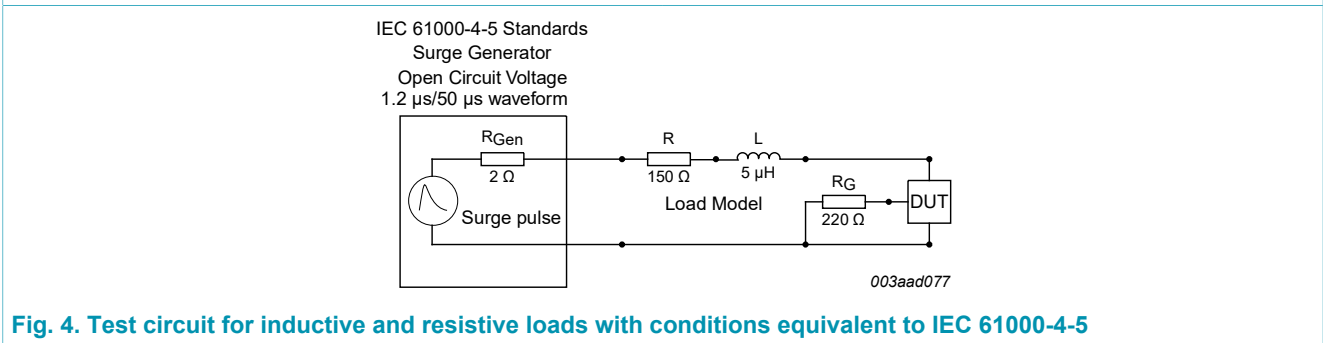 IEC 61000-4-5 Standards
Surge Generator
Open Circuit Voltage
1.2 µs/50 µs waveform
RGen
2 Ω
Surge pulse
R
150 Ω
L
5 µH
Load Model
RG
220 Ω
DUT
003aad077
Fig. 4. Test circuit for inductive and resistive loads with conditions equivalent to IEC 61000-4-5